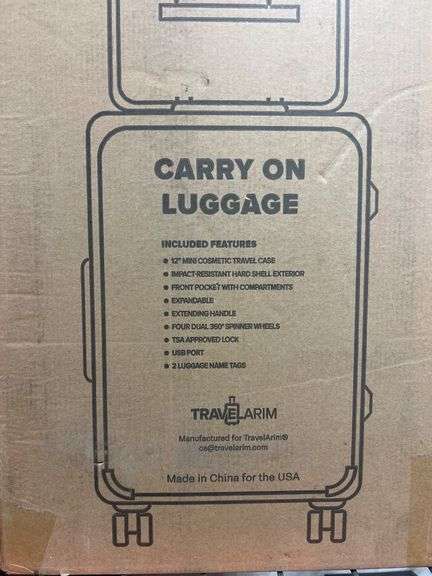 CARRY ON
LUGGAGE
INCLUDED FEATURES
● 12" MINI COSMETIC TRAVEL CASE
● IMPACT-RESISTANT HARD SHELL EXTERIOR
● FRONT POCKET WITH COMPARTMENTS
● EXPANDABLE
● EXTENDING HANDLE
● FOUR DUAL 360° SPINNER WHEELS
● TSA APPROVED LOCK
● USB PORT
● 2 LUGGAGE NAME TAGS
TRAVELARIM
Manufactured for TravelArim®
cs@travelarim.com
Made in China for the USA